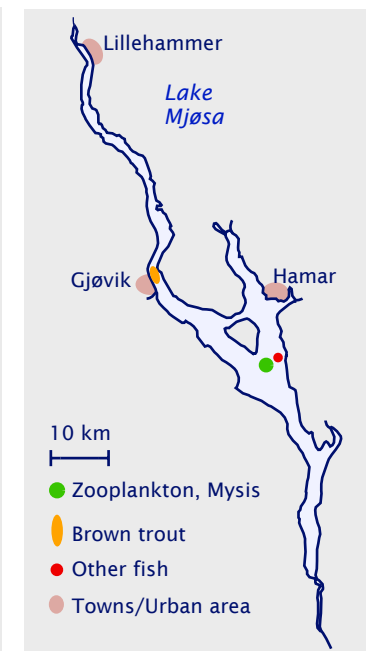 Lillehammer
Lake
Mjøsa
Gjøvik
Hamar
10 km
Zooplankton, Mysis
Brown trout
Other fish
Towns/Urban area